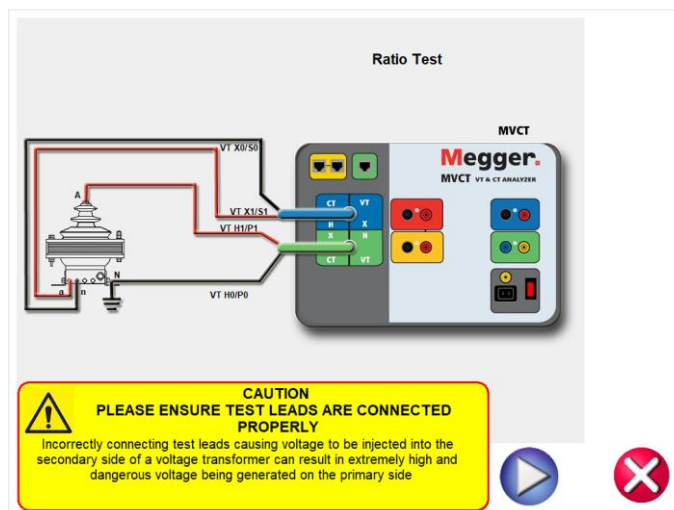 Ratio Test
MVCT
Megger.
MVCT VT & CT ANALYZER
VT X0/S0
A
VT X1/S1
VT H1/P1
N
a n
VT H0/P0
CT VT
H X
X H
CT VT
CAUTION
PLEASE ENSURE TEST LEADS ARE CONNECTED
PROPERLY
Incorrectly connecting test leads causing voltage to be injected into the
secondary side of a voltage transformer can result in extremely high and
dangerous voltage being generated on the primary side